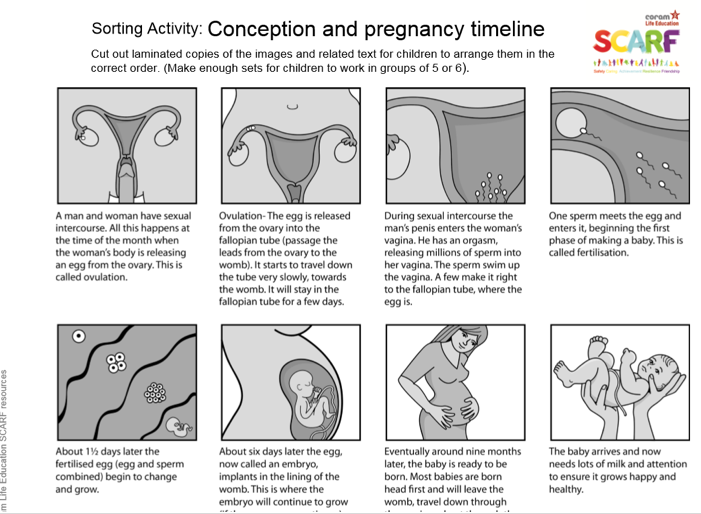 Sorting Activity: Conception and pregnancy timeline
coram
Life Education
SCARF
Cut out laminated copies of the images and related text for children to arrange them in the
correct order. (Make enough sets for children to work in groups of 5 or 6).
A man and woman have sexual
intercourse. All this happens at
the time of the month when
the woman's body is releasing
an egg from the ovary. This is
called ovulation.
Ovulation- The egg is released
from the ovary into the
fallopian tube (passage the
leads from the ovary to the
womb). It starts to travel down
the tube very slowly, towards
the womb. It will stay in the
fallopian tube for a few days.
During sexual intercourse the
man's penis enters the woman's
vagina. He has an orgasm,
releasing millions of sperm into
her vagina. The sperm swim up
the vagina. A few make it right
to the fallopian tube, where the
egg is.
One sperm meets the egg and
enters it, beginning the first
phase of making a baby. This is
called fertilisation.
About 1½ days later the
fertilised egg (egg and sperm
combined) begin to change
and grow.
About six days later the egg,
now called an embryo,
implants in the lining of the
womb. This is where the
embryo will continue to grow
Eventually around nine months
later, the baby is ready to be
born. Most babies are born
head first and will leave the
womb, travel down through
The baby arrives and now
needs lots of milk and attention
to ensure it grows happy and
healthy.
m Life Education SCARF resources